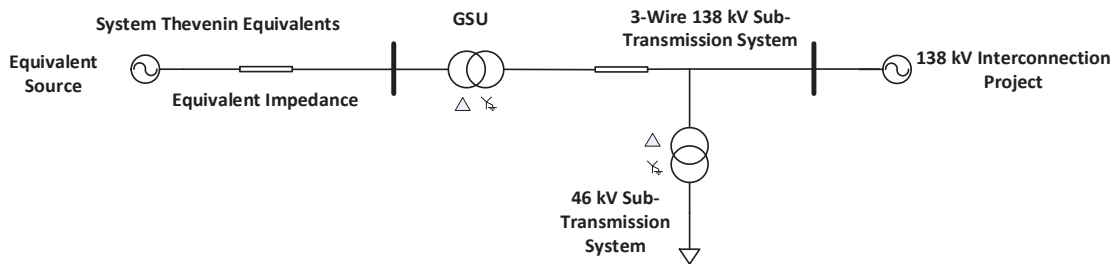 System Thevenin Equivalents
GSU
3-Wire 138 kV Sub-
Transmission System
Equivalent
Source
138 kV Interconnection
Project
Equivalent Impedance
46 kV Sub-
Transmission
System